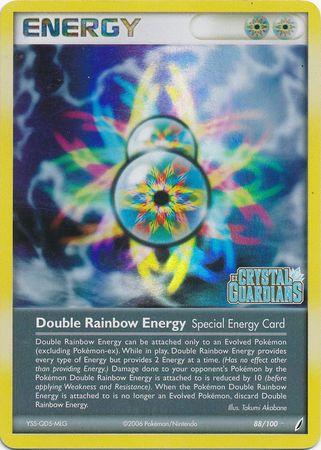 ENERGY
EX
CRYSTAL
GUARDIANS
Double Rainbow Energy Special Energy Card
Double Rainbow Energy can be attached only to an Evolved Pokémon
(excluding Pokémon-ex). While in play, Double Rainbow Energy provides
every type of Energy but provides 2 Energy at a time. (Has no effect other
than providing Energy.) Damage done to your opponent's Pokémon by the
Pokémon Double Rainbow Energy is attached to is reduced by 10 (before
applying Weakness and Resistance). When the Pokémon Double Rainbow
Energy is attached to is no longer an Evolved Pokémon, discard Double
Rainbow Energy.
Illus. Takumi Akabane
YS5-G05-MLG ©2006 Pokémon/Nintendo 88/100